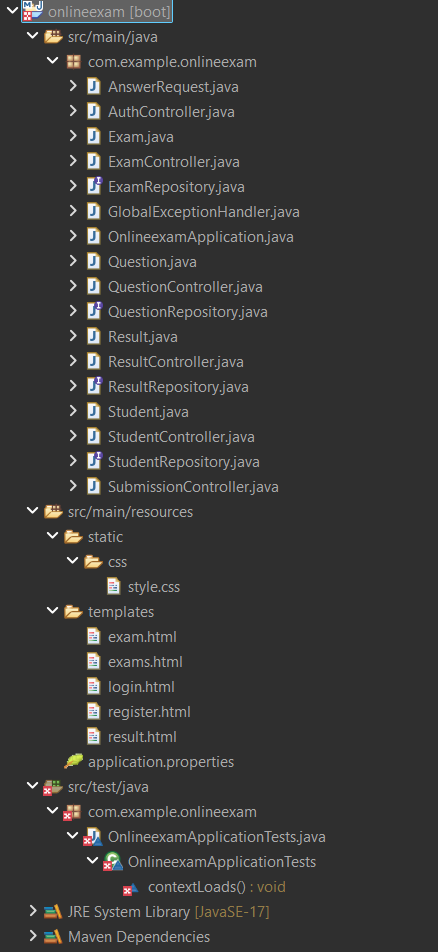 onlineexam [boot]
src/main/java
com.example.onlineexam
AnswerRequest.java
AuthController.java
Exam.java
ExamController.java
ExamRepository.java
GlobalExceptionHandler.java
OnlineexamApplication.java
Question.java
QuestionController.java
QuestionRepository.java
Result.java
ResultController.java
ResultRepository.java
Student.java
StudentController.java
StudentRepository.java
SubmissionController.java
src/main/resources
static
css
style.css
templates
exam.html
exams.html
login.html
register.html
result.html
application.properties
src/test/java
com.example.onlineexam
OnlineexamApplicationTests.java
OnlineexamApplicationTests
contextLoads() : void
JRE System Library [JavaSE-17]
Maven Dependencies